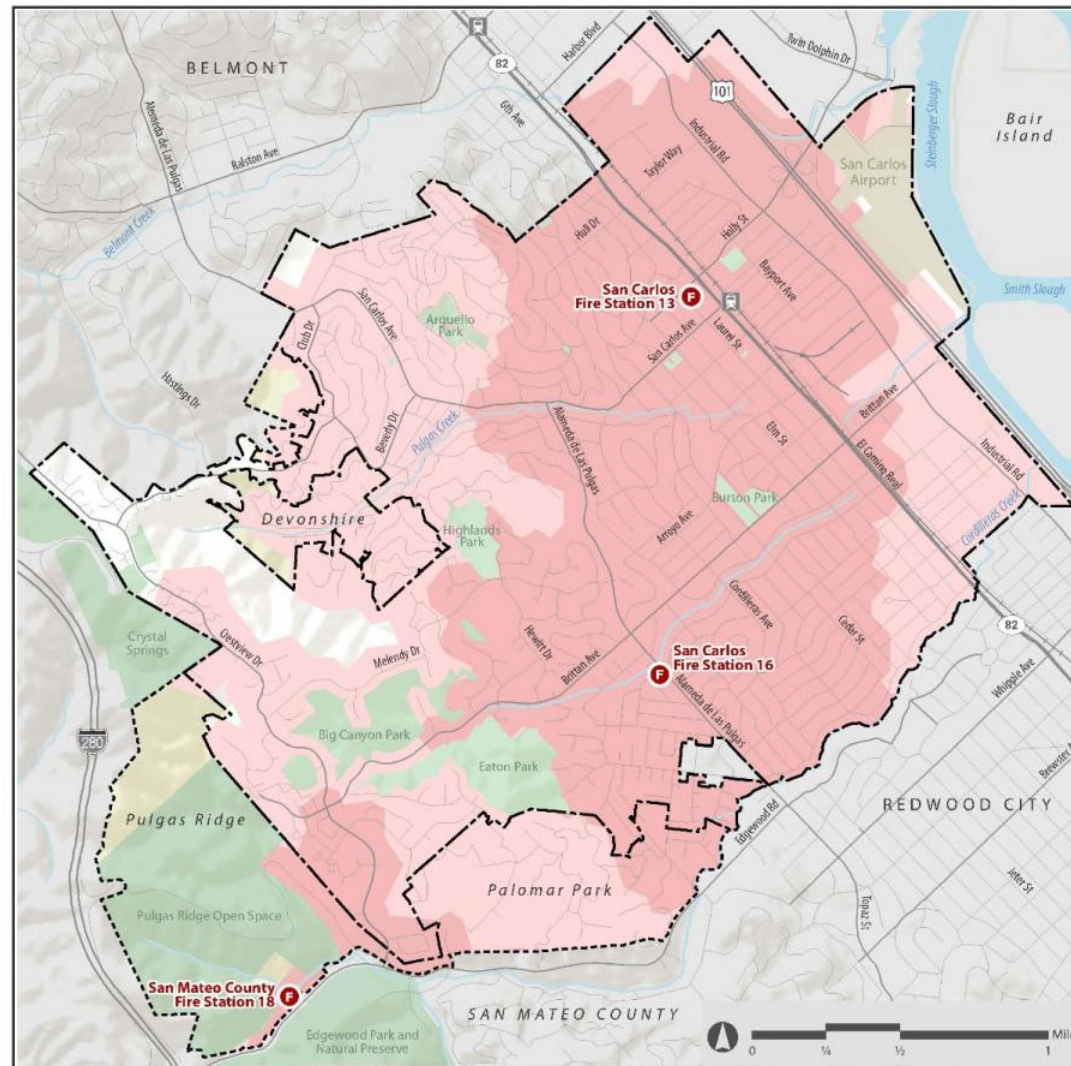 BELMONT
Harbor Blvd
Twin Dolphin Dr
82
6th Ave
101
Steinberger Slough
Bair
Island
Alameda de Las Pulgas
Ralston Ave
Industrial Rd
Taylor Way
San Carlos
Airport
Belmont Creek
Hull Dr
Holly St
Bayport Ave
Smith Slough
San Carlos
Fire Station 13
F
San Carlos Ave
Arguello
Park
Club Dr
San Carlos Ave
Laurel St
Hastings Dr
Beverly Dr
Pulgas Creek
Alameda de Las Pulgas
Elm St
Brittan Ave
El Camino Real
Industrial Rd
Burton Park
Devonshire
Highlands
Park
Arroyo Ave
Cordilleras Creek
Crystal
Springs
Crestview Dr
Melendy Dr
Hewitt Dr
Brittan Ave
Cordilleras Ave
Cedar St
82
San Carlos
Fire Station 16
F
Whipple Ave
Alameda de Las Pulgas
280
Big Canyon Park
Eaton Park
Brewster
REDWOOD CITY
Pulgas Ridge
Edgewood Rd
Palomar Park
Jeter St
Pulgas Ridge Open Space
Topaz St
San Mateo County
Fire Station 18
F
SAN MATEO COUNTY
Edgewood Park and
Natural Preserve
0 ¼ ½ 1